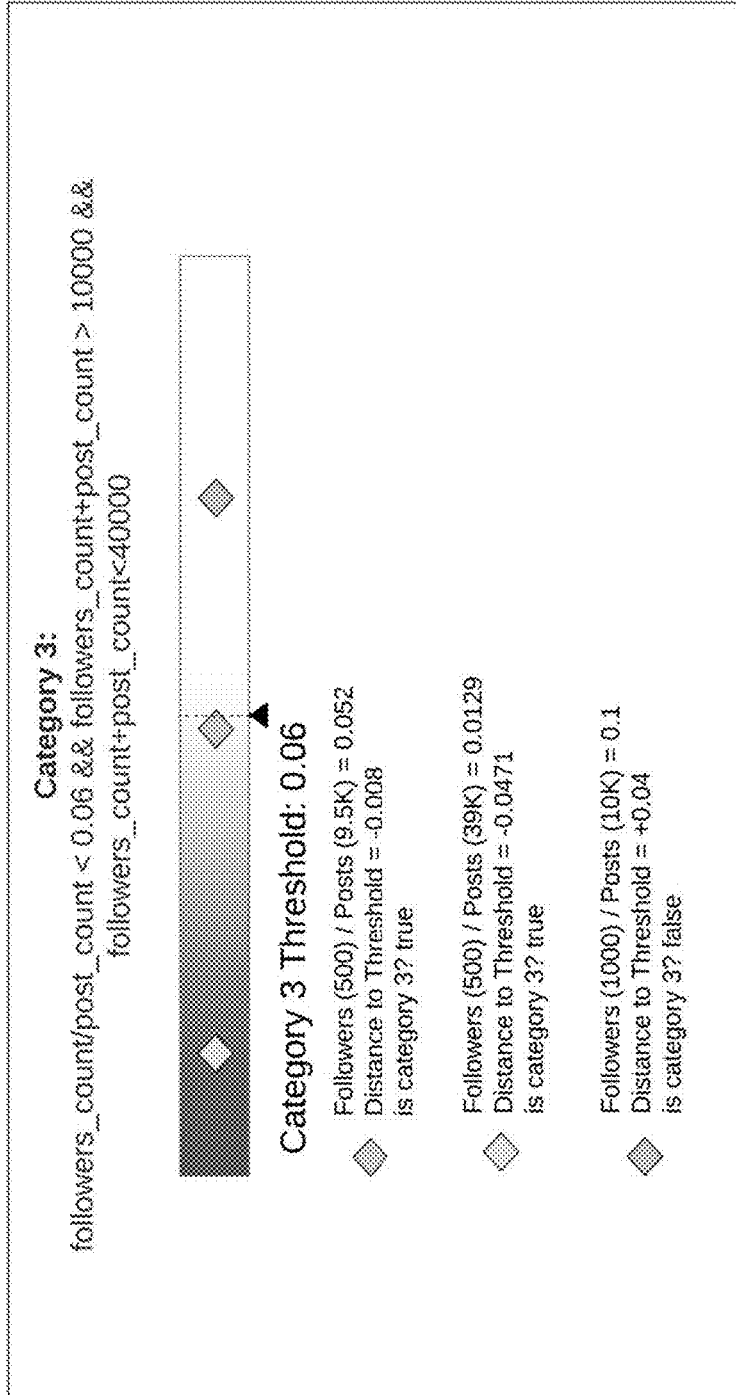 Category 3:
followers_count/post_count < 0.06 && followers_count+post_count > 10000 &&
followers_count+post_count<40000
Category 3 Threshold: 0.06
Followers (500) / Posts (9.5K) = 0.052
Distance to Threshold = -0.008
is category 3? true
Followers (500) / Posts (39K) = 0.0129
Distance to Threshold = -0.0471
is category 3? true
Followers (1000) / Posts (10K) = 0.1
Distance to Threshold = +0.04
is category 3? false